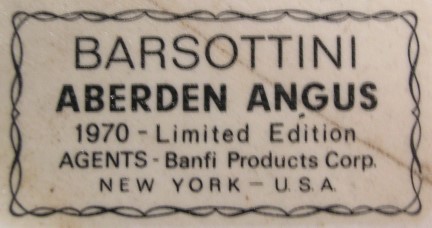 BARSOTTINI
ABERDEN ANGUS
1970 - Limited Edition
AGENTS - Banfi Products Corp.
NEW YORK - U.S.A.